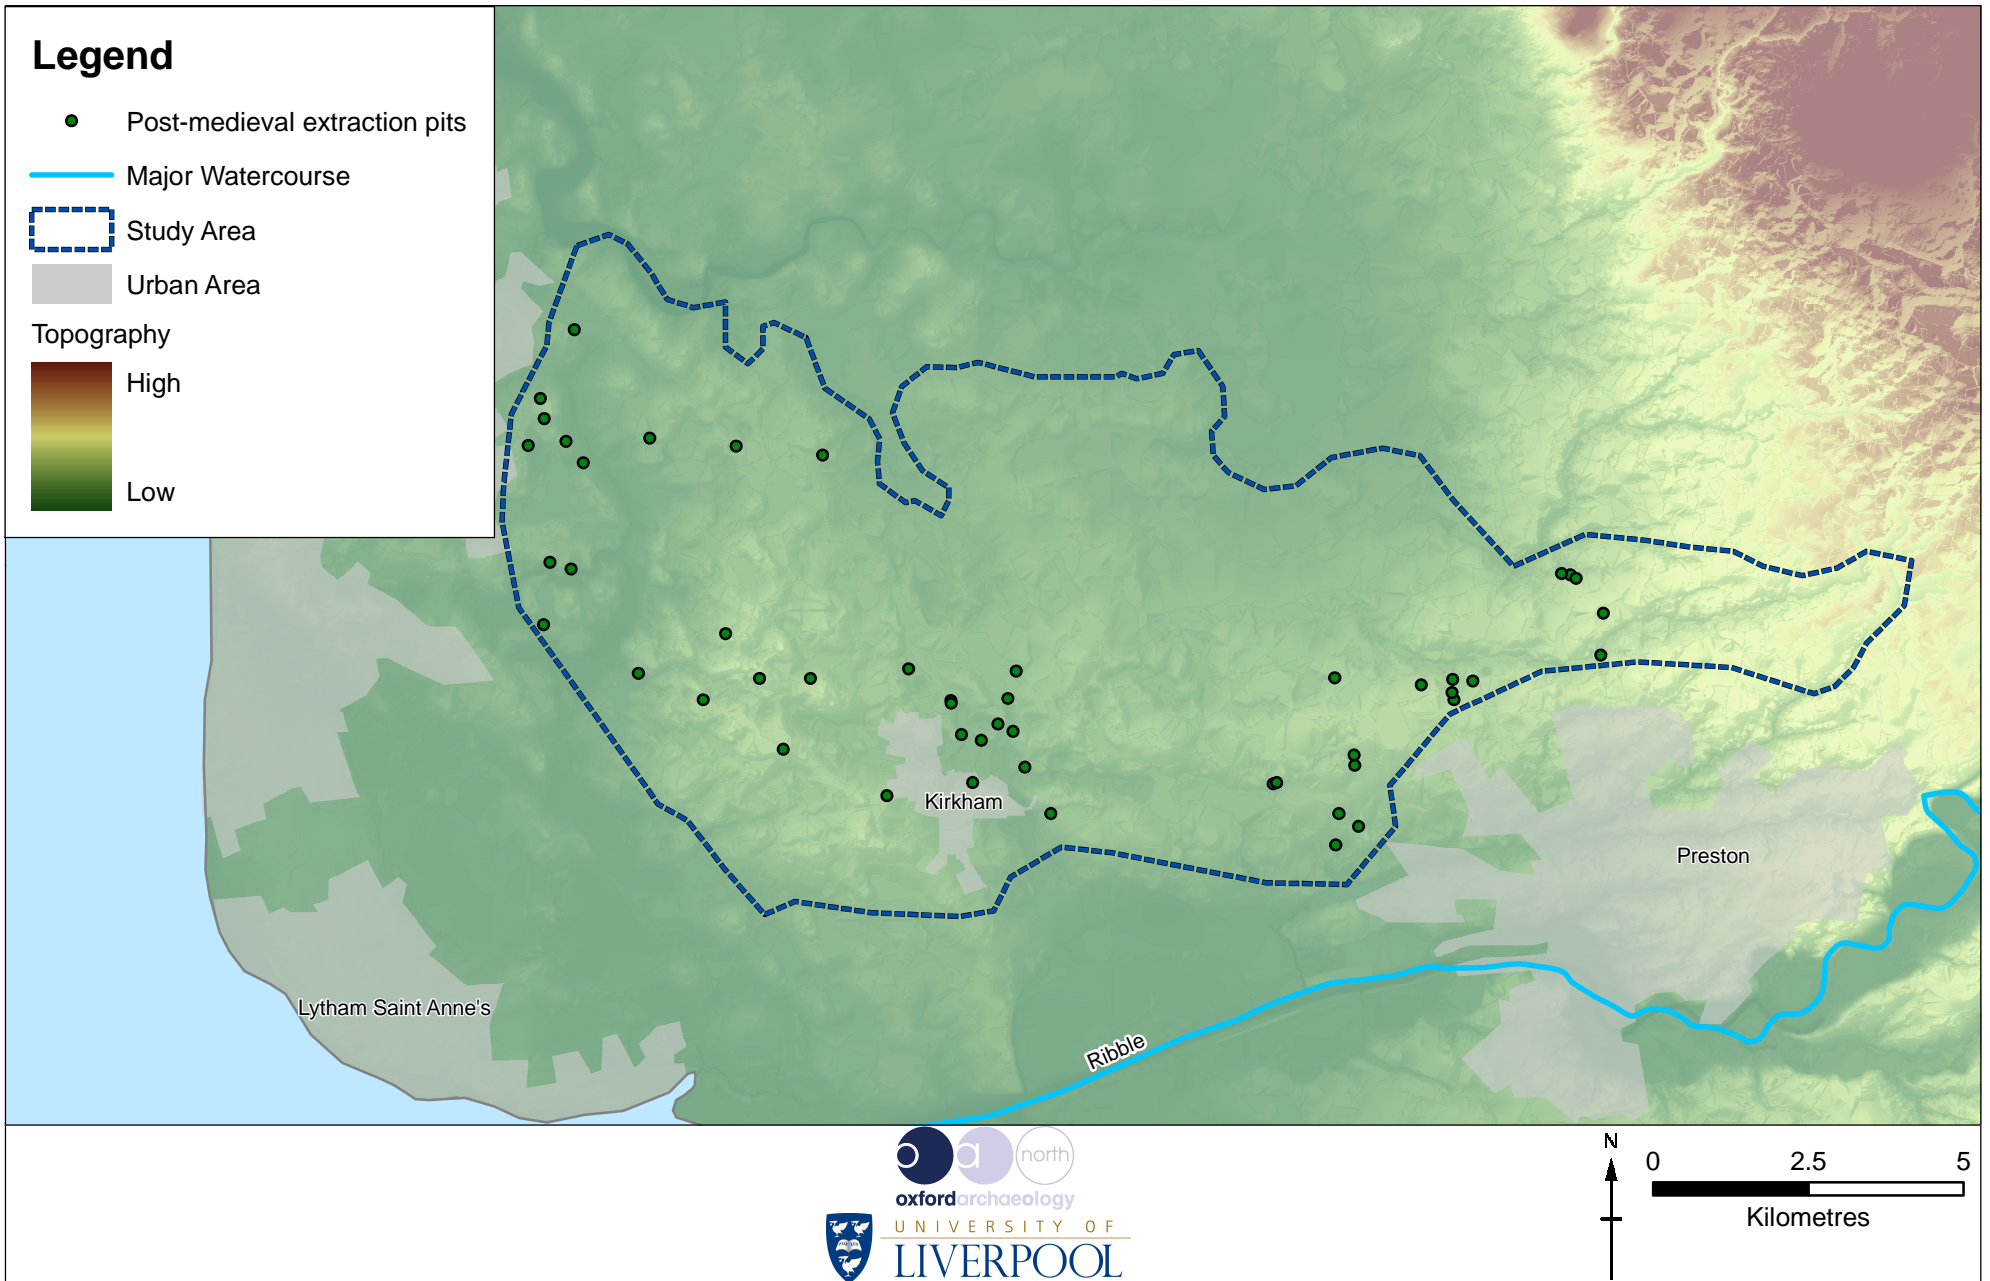 Legend
Post-medieval extraction pits
Major Watercourse
Study Area
Urban Area
Topography
High
Low
Kirkham
Preston
Lytham Saint Anne's
Ribble
o a north
oxfordarchaeology
UNIVERSITY OF
LIVERPOOL
N
0 2.5 5
Kilometres